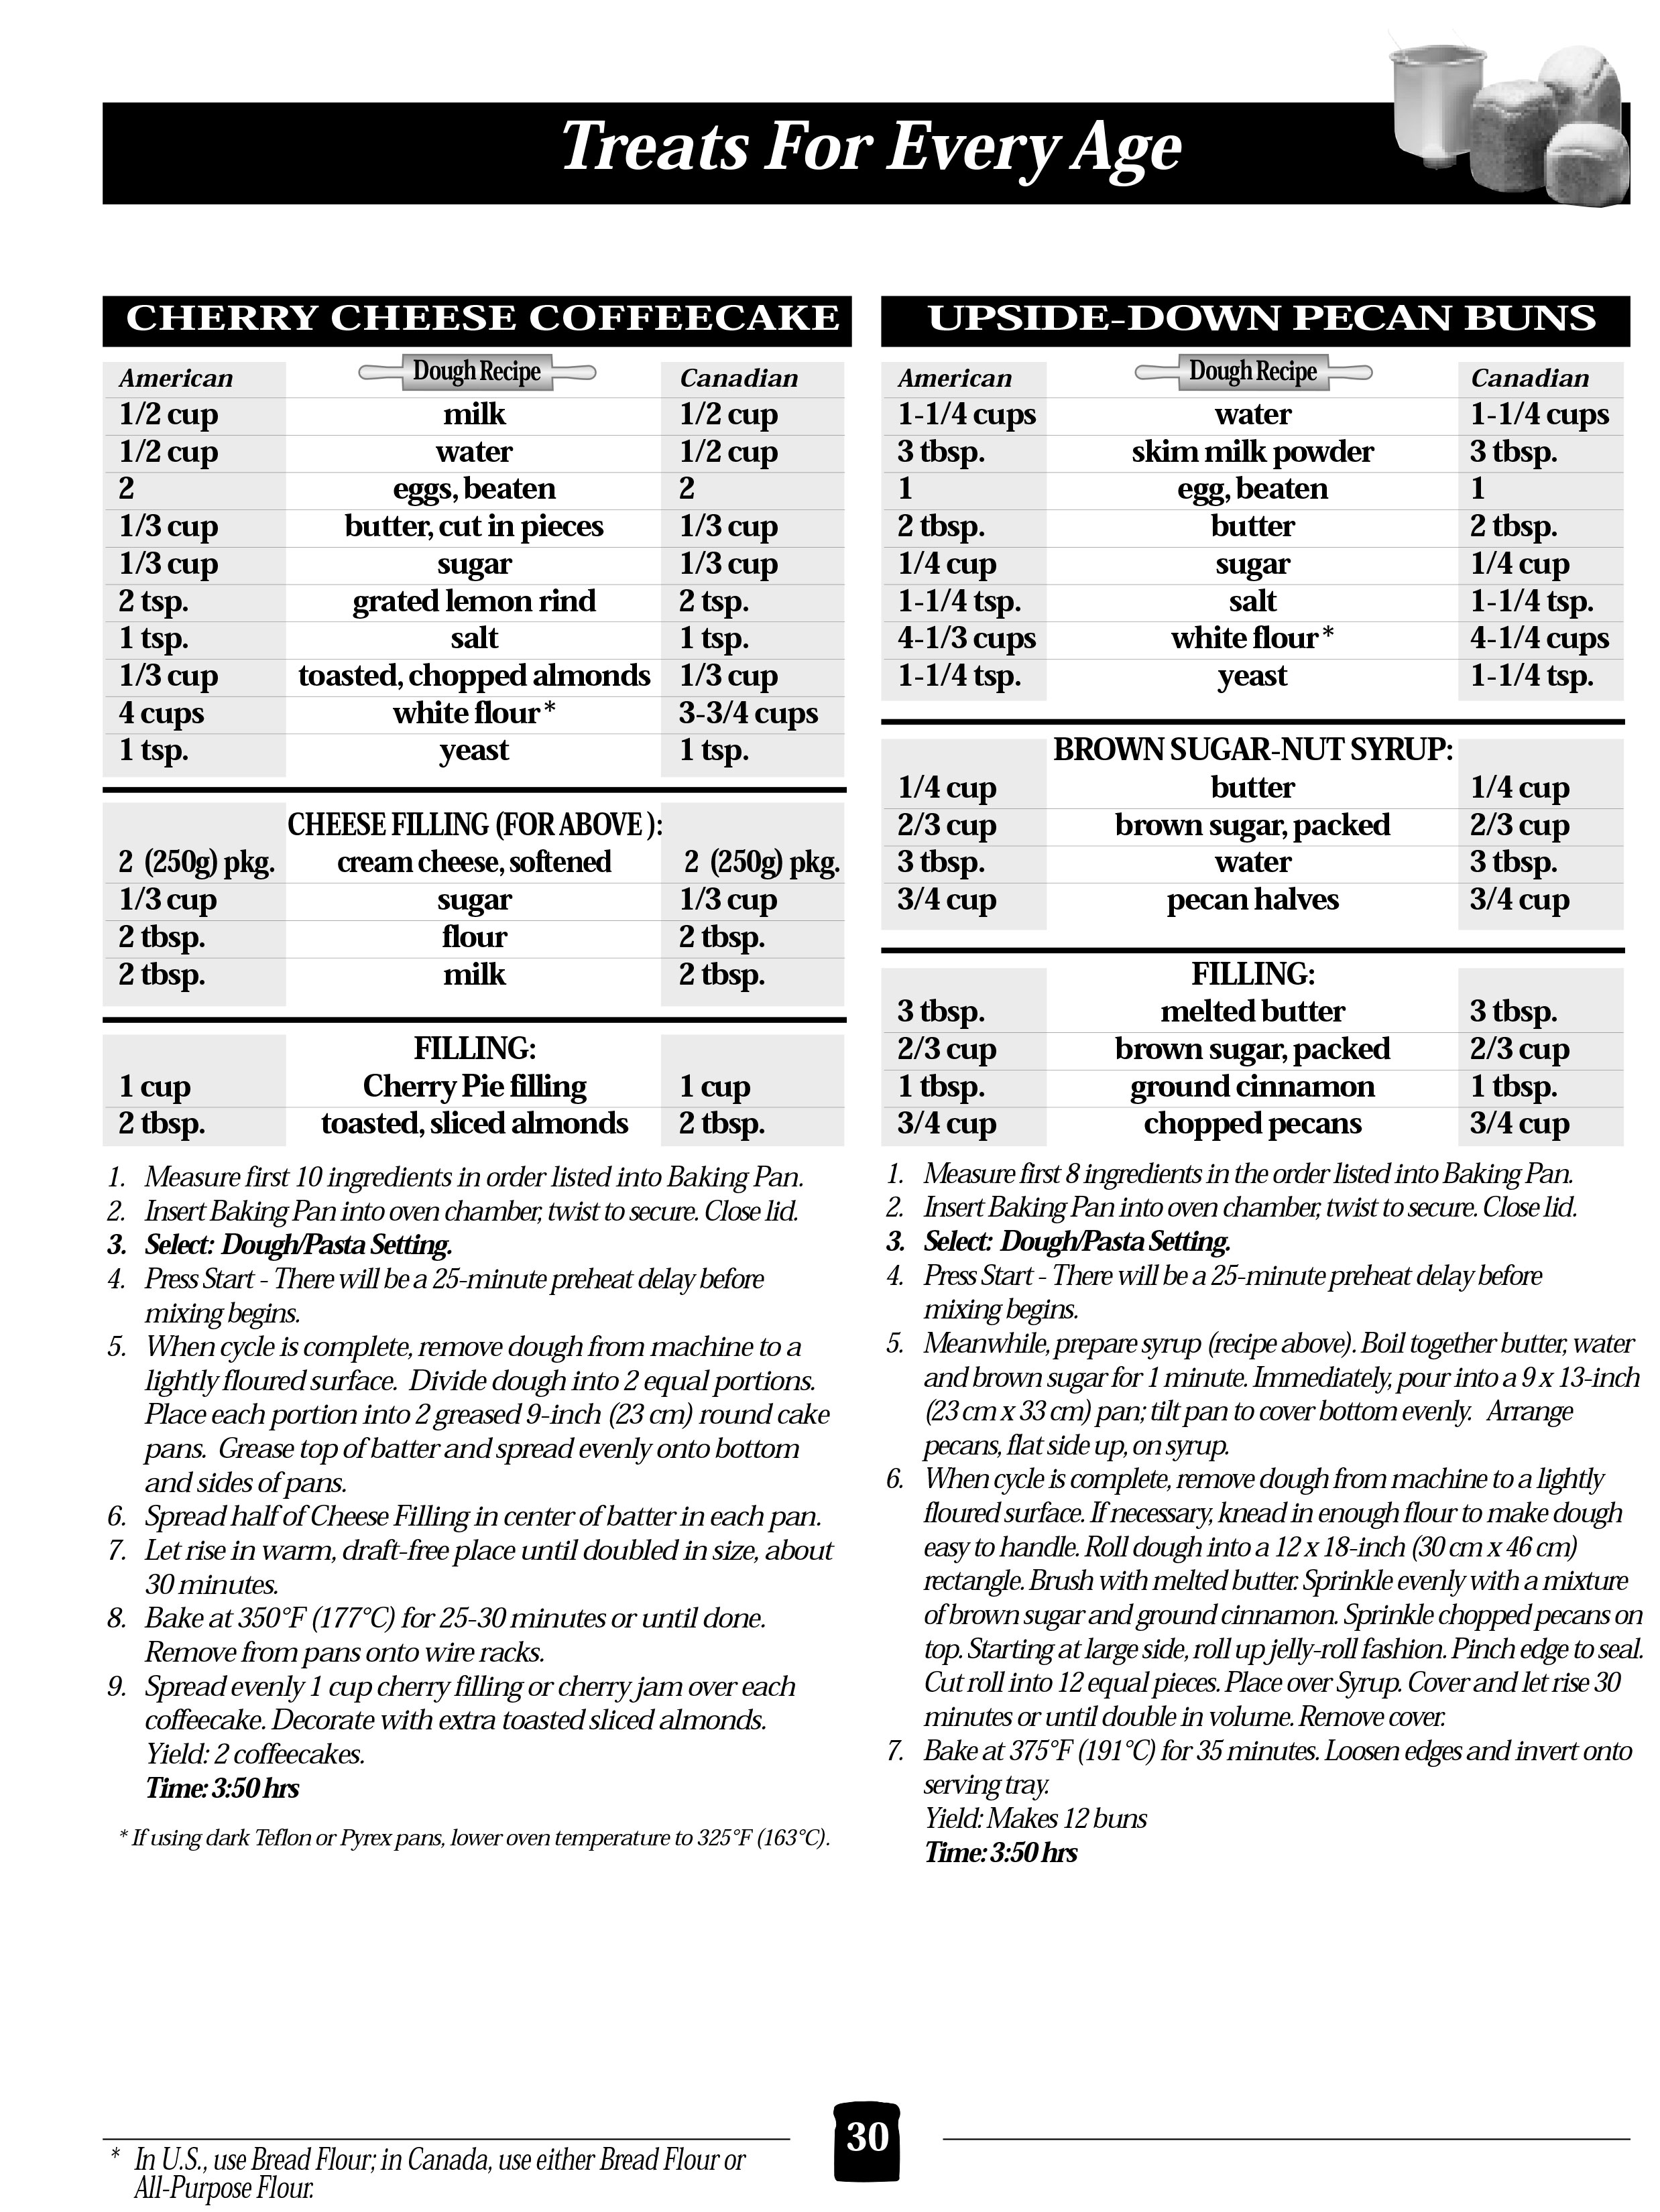 Treats For Every Age
CHERRY CHEESE COFFEECAKE
American Dough Recipe Canadian
1/2 cup milk 1/2 cup
1/2 cup water 1/2 cup
2 eggs, beaten 2
1/3 cup butter, cut in pieces 1/3 cup
1/3 cup sugar 1/3 cup
2 tsp. grated lemon rind 2 tsp.
1 tsp. salt 1 tsp.
1/3 cup toasted, chopped almonds 1/3 cup
4 cups white flour* 3-3/4 cups
1 tsp. yeast 1 tsp.
CHEESE FILLING (FOR ABOVE ):
2 (250g) pkg. cream cheese, softened 2 (250g) pkg.
1/3 cup sugar 1/3 cup
2 tbsp. flour 2 tbsp.
2 tbsp. milk 2 tbsp.
FILLING:
1 cup Cherry Pie filling 1 cup
2 tbsp. toasted, sliced almonds 2 tbsp.
1. Measure first 10 ingredients in order listed into Baking Pan.
2. Insert Baking Pan into oven chamber, twist to secure. Close lid.
3. Select: Dough/Pasta Setting.
4. Press Start - There will be a 25-minute preheat delay before
mixing begins.
5. When cycle is complete, remove dough from machine to a
lightly floured surface. Divide dough into 2 equal portions.
Place each portion into 2 greased 9-inch (23 cm) round cake
pans. Grease top of batter and spread evenly onto bottom
and sides of pans.
6. Spread half of Cheese Filling in center of batter in each pan.
7. Let rise in warm, draft-free place until doubled in size, about
30 minutes.
8. Bake at 350°F (177°C) for 25-30 minutes or until done.
Remove from pans onto wire racks.
9. Spread evenly 1 cup cherry filling or cherry jam over each
coffeecake. Decorate with extra toasted sliced almonds.
Yield: 2 coffeecakes.
Time: 3:50 hrs
* If using dark Teflon or Pyrex pans, lower oven temperature to 325°F (163°C).
UPSIDE-DOWN PECAN BUNS
American Dough Recipe Canadian
1-1/4 cups water 1-1/4 cups
3 tbsp. skim milk powder 3 tbsp.
1 egg, beaten 1
2 tbsp. butter 2 tbsp.
1/4 cup sugar 1/4 cup
1-1/4 tsp. salt 1-1/4 tsp.
4-1/3 cups white flour* 4-1/4 cups
1-1/4 tsp. yeast 1-1/4 tsp.
BROWN SUGAR-NUT SYRUP:
1/4 cup butter 1/4 cup
2/3 cup brown sugar, packed 2/3 cup
3 tbsp. water 3 tbsp.
3/4 cup pecan halves 3/4 cup
FILLING:
3 tbsp. melted butter 3 tbsp.
2/3 cup brown sugar, packed 2/3 cup
1 tbsp. ground cinnamon 1 tbsp.
3/4 cup chopped pecans 3/4 cup
1. Measure first 8 ingredients in the order listed into Baking Pan.
2. Insert Baking Pan into oven chamber, twist to secure. Close lid.
3. Select: Dough/Pasta Setting.
4. Press Start - There will be a 25-minute preheat delay before
mixing begins.
5. Meanwhile, prepare syrup (recipe above). Boil together butter, water
and brown sugar for 1 minute. Immediately, pour into a 9 x 13-inch
(23 cm x 33 cm) pan; tilt pan to cover bottom evenly. Arrange
pecans, flat side up, on syrup.
6. When cycle is complete, remove dough from machine to a lightly
floured surface. If necessary, knead in enough flour to make dough
easy to handle. Roll dough into a 12 x 18-inch (30 cm x 46 cm)
rectangle. Brush with melted butter. Sprinkle evenly with a mixture
of brown sugar and ground cinnamon. Sprinkle chopped pecans on
top. Starting at large side, roll up jelly-roll fashion. Pinch edge to seal.
Cut roll into 12 equal pieces. Place over Syrup. Cover and let rise 30
minutes or until double in volume. Remove cover.
7. Bake at 375°F (191°C) for 35 minutes. Loosen edges and invert onto
serving tray.
Yield: Makes 12 buns
Time: 3:50 hrs
30
* In U.S., use Bread Flour; in Canada, use either Bread Flour or
All-Purpose Flour.